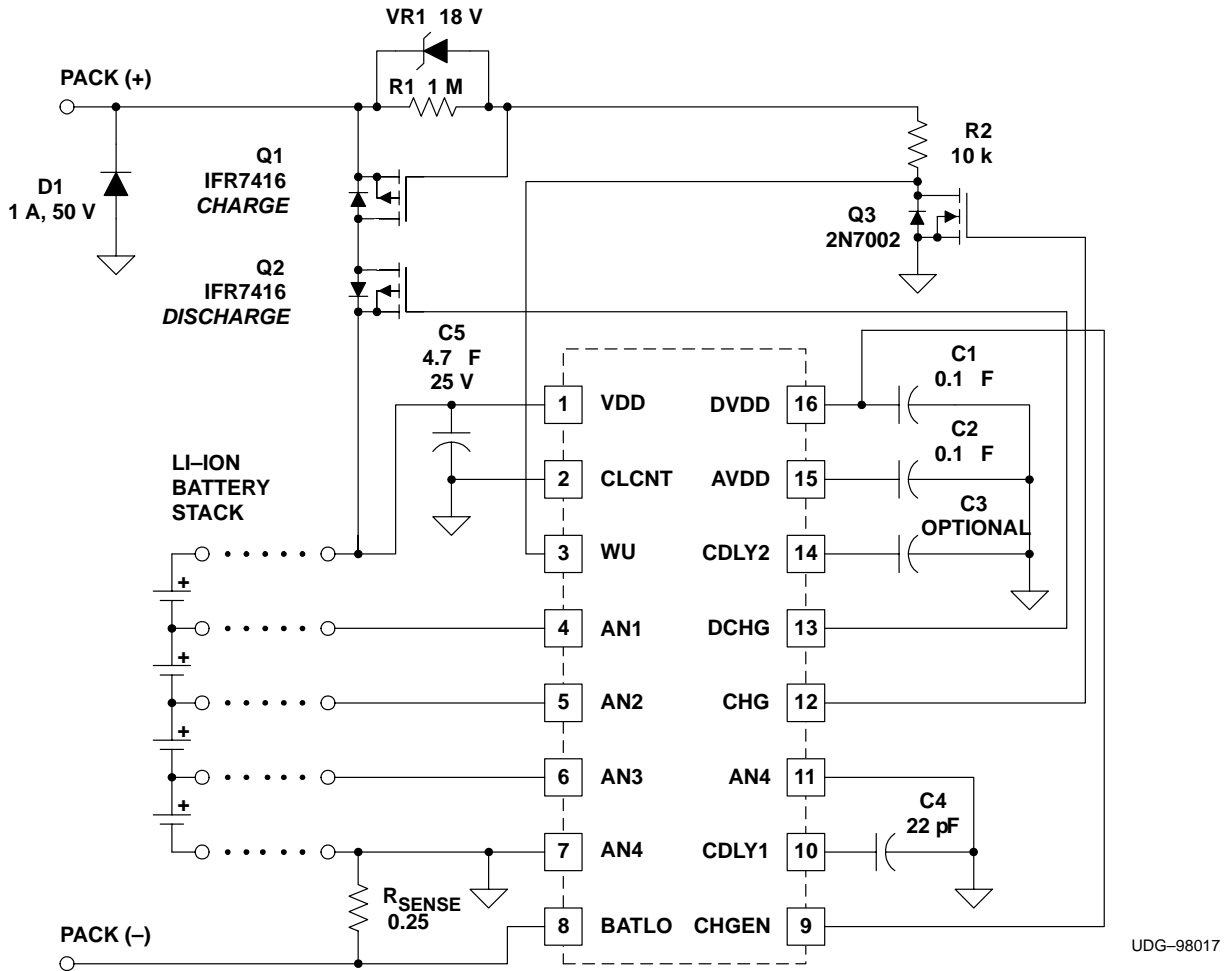 VR1 18 V
PACK (+)
R1 1 M
R2
10 k
Q1
IFR7416
CHARGE
D1
1 A, 50 V
Q3
2N7002
Q2
IFR7416
DISCHARGE
C5
4.7 F
25 V
C1
0.1 F
1 VDD
DVDD 16
C2
0.1 F
LI–ION
BATTERY
STACK
2 CLCNT
AVDD 15
C3
OPTIONAL
3 WU
CDLY2 14
+
4 AN1
DCHG 13
+
5 AN2
CHG 12
+
6 AN3
AN4 11
+
C4
22 pF
7 AN4
CDLY1 10
RSENSE
0.25
8 BATLO
CHGEN 9
PACK (–)
UDG–98017